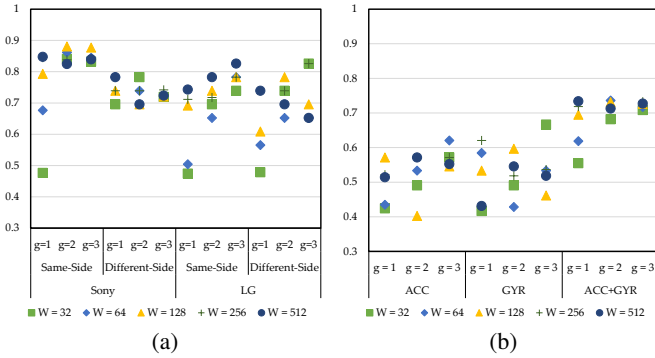 1
0.9
0.8
0.7
0.6
0.5
0.4
0.3
g=1 g=2 g=3 g=1 g=2 g=3 g=1 g=2 g=3 g=1 g=2 g=3
Same-Side Different-Side Same-Side Different-Side
Sony LG
W = 32 W = 64 W = 128 W = 256 W = 512
(a)
1
0.9
0.8
0.7
0.6
0.5
0.4
0.3
g = 1 g = 2 g = 3 g = 1 g = 2 g = 3 g = 1 g = 2 g = 3
ACC GYR ACC+GYR
W = 32 W = 64 W = 128 W = 256 W = 512
(b)